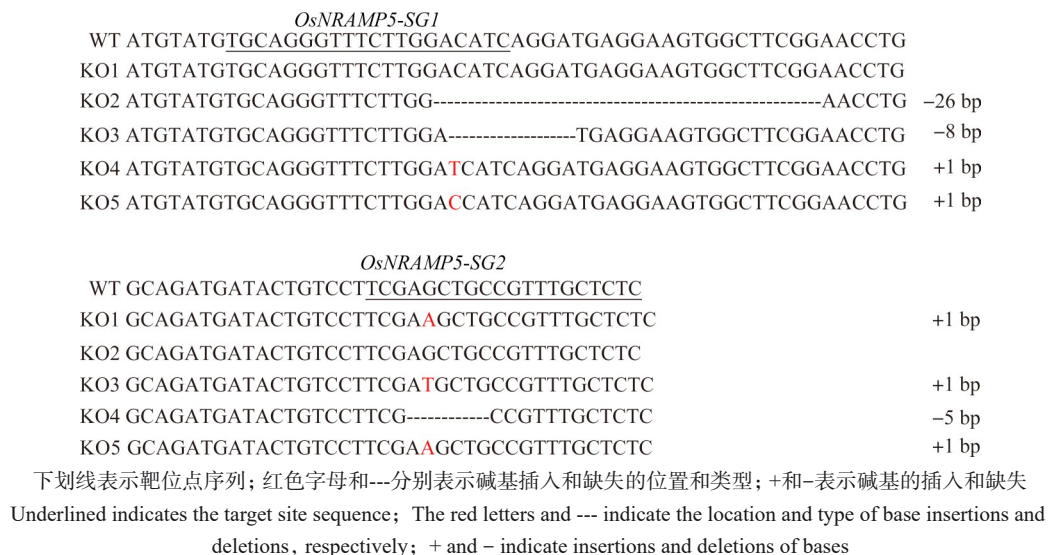 OsNRAMP5-SG1
WT ATGTATGTGCAGGGTTTCTTGGACATCAGGATGAGGAAGTGGCTTCGGAACCTG
KO1 ATGTATGTGCAGGGTTTCTTGGACATCAGGATGAGGAAGTGGCTTCGGAACCTG
KO2 ATGTATGTGCAGGGTTTCTTGG--------------------------------------------------------AACCTG −26 bp
KO3 ATGTATGTGCAGGGTTTCTTGGA-------------------TGAGGAAGTGGCTTCGGAACCTG −8 bp
KO4 ATGTATGTGCAGGGTTTCTTGGATCATCAGGATGAGGAAGTGGCTTCGGAACCTG +1 bp
KO5 ATGTATGTGCAGGGTTTCTTGGACCATCAGGATGAGGAAGTGGCTTCGGAACCTG +1 bp
OsNRAMP5-SG2
WT GCAGATGATACTGTCCTTCGAGCTGCCGTTTGCTCTC
KO1 GCAGATGATACTGTCCTTCGAAGCTGCCGTTTGCTCTC +1 bp
KO2 GCAGATGATACTGTCCTTCGAGCTGCCGTTTGCTCTC
KO3 GCAGATGATACTGTCCTTCGATGCTGCCGTTTGCTCTC +1 bp
KO4 GCAGATGATACTGTCCTTCG------------CCGTTTGCTCTC −5 bp
KO5 GCAGATGATACTGTCCTTCGAAGCTGCCGTTTGCTCTC +1 bp
下划线表示靶位点序列; 红色字母和---分别表示碱基插入和缺失的位置和类型; +和−表示碱基的插入和缺失
Underlined indicates the target site sequence; The red letters and --- indicate the location and type of base insertions and
deletions, respectively; + and − indicate insertions and deletions of bases